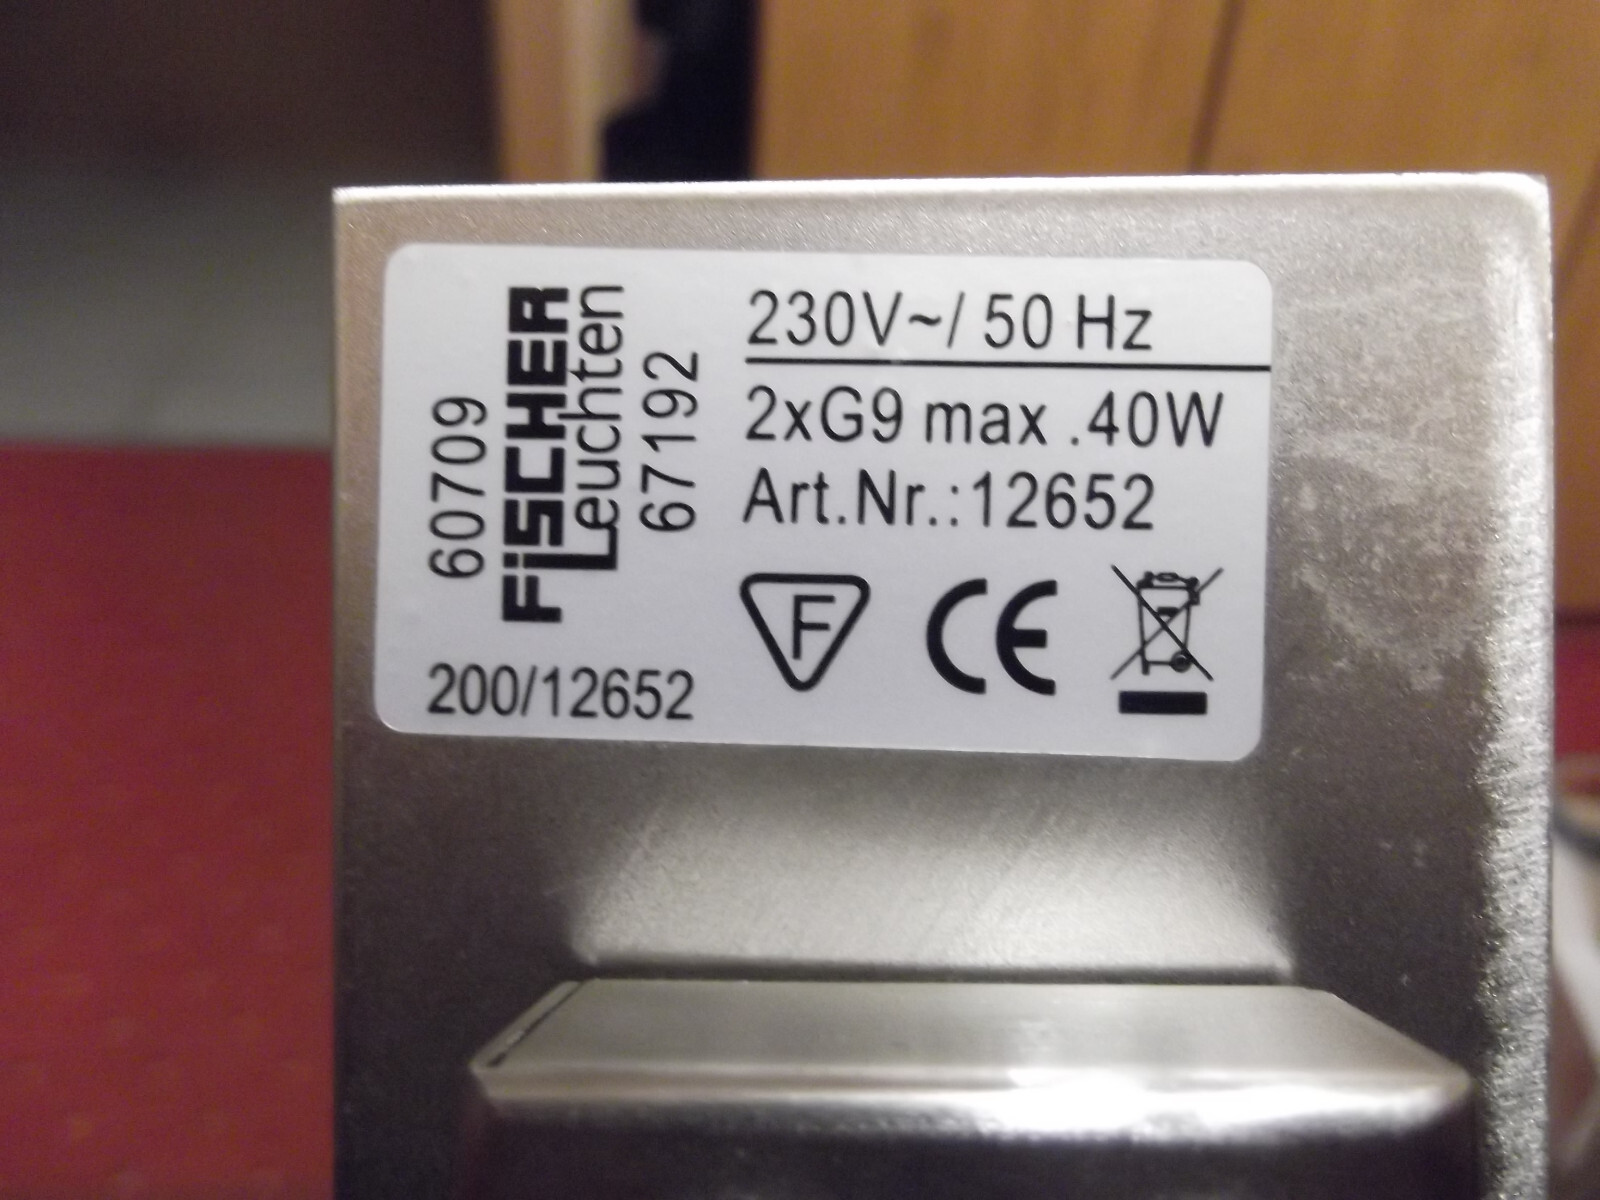 60709
FiSCHER
Leuchten
67192
200/12652
230V~/ 50 Hz
2xG9 max .40W
Art.Nr.:12652
F
CE